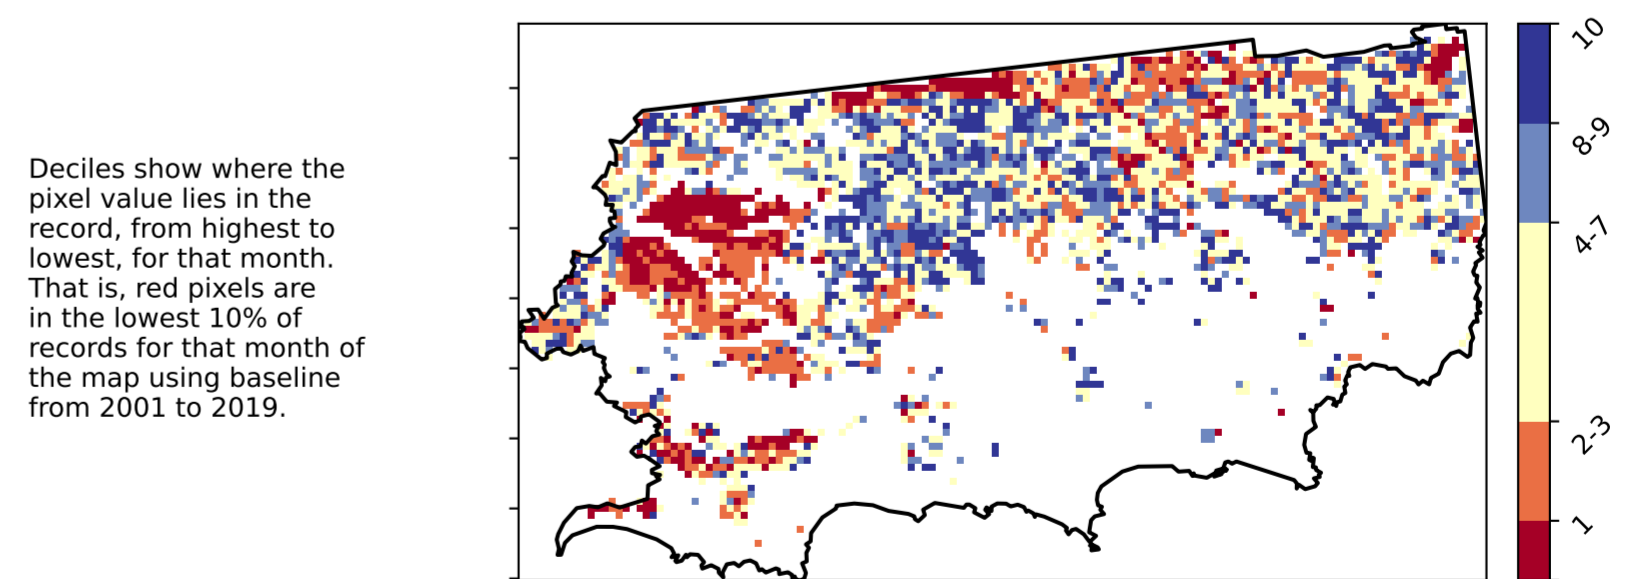 Deciles show where the
pixel value lies in the
record, from highest to
lowest, for that month.
That is, red pixels are
in the lowest 10% of
records for that month of
the map using baseline
from 2001 to 2019.
10
8-9
4-7
2-3
1